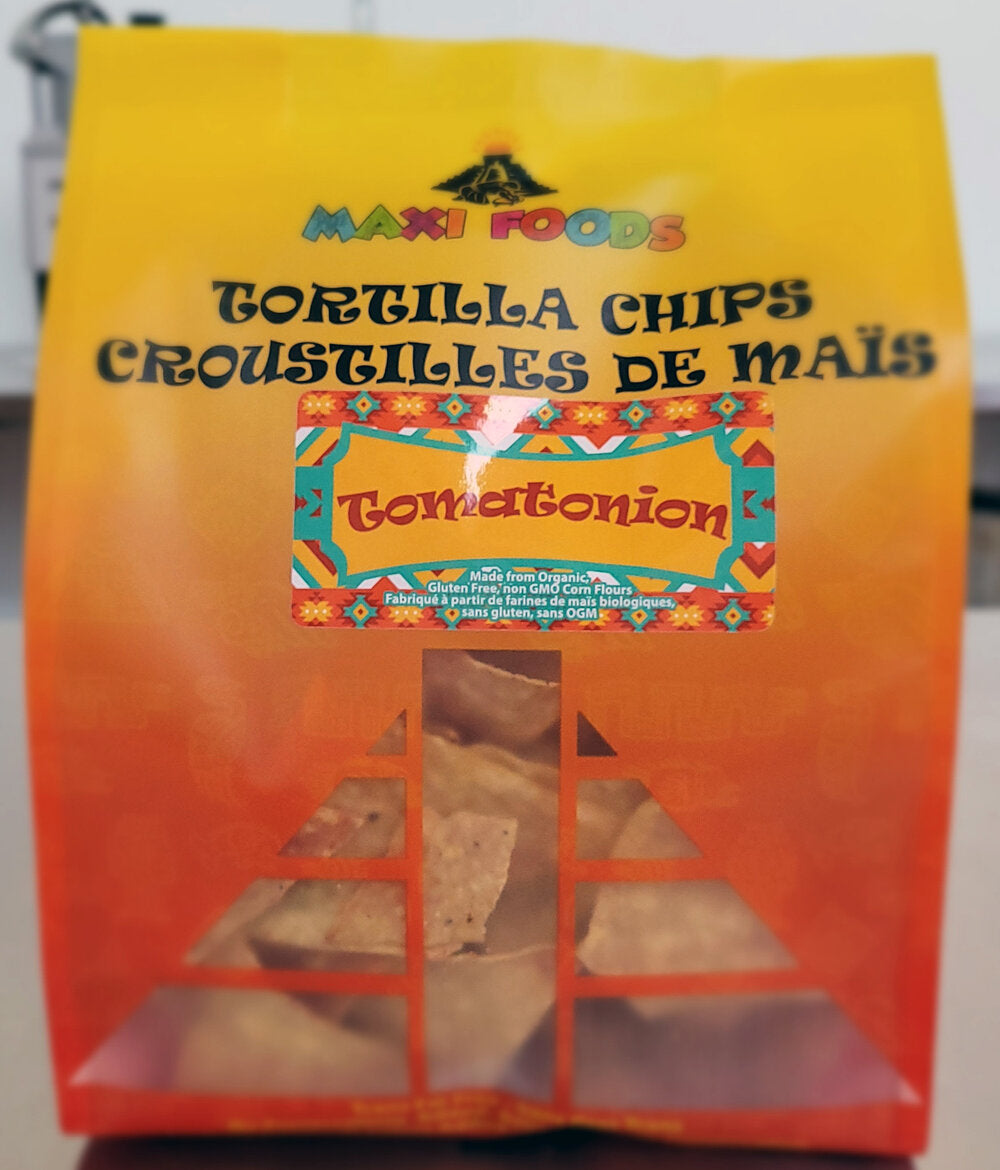 MAXI FOODS
TORTILLA CHIPS
CROUSTILLES DE MAÏS
Tomatonion
Made from Organic,
Gluten Free, non GMO Corn Flours
Fabriqué à partir de farines de maïs biologiques,
sans gluten, sans OGM